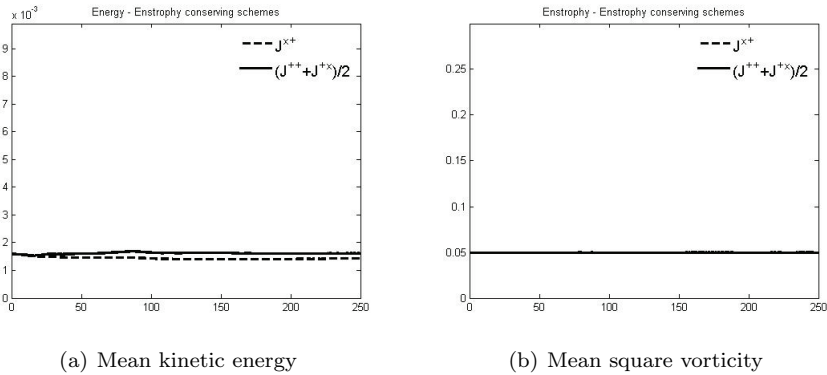 × 10⁻³
Energy - Enstrophy conserving schemes
J^{x+}
(J^{++}+J^{+x})/2
9
8
7
6
5
4
3
2
1
0
0 50 100 150 200 250
(a) Mean kinetic energy
Enstrophy - Enstrophy conserving schemes
J^{x+}
(J^{++}+J^{+x})/2
0.25
0.2
0.15
0.1
0.05
0
0 50 100 150 200 250
(b) Mean square vorticity